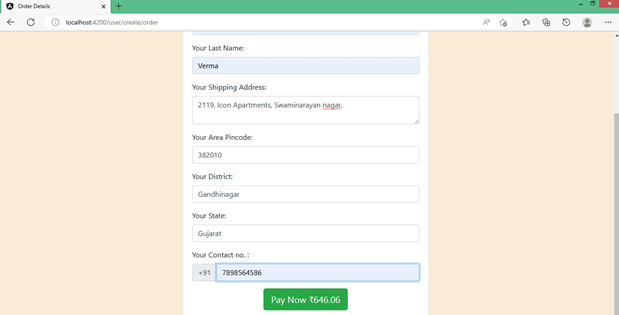 Order Details
localhost:4200/user/create/order
Your Last Name:
Verma
Your Shipping Address:
2119, Icon Apartments, Swaminarayan nagar,
Your Area Pincode:
382010
Your District:
Gandhinagar
Your State:
Gujarat
Your Contact no. :
+91 7898564586
Pay Now ₹646.06